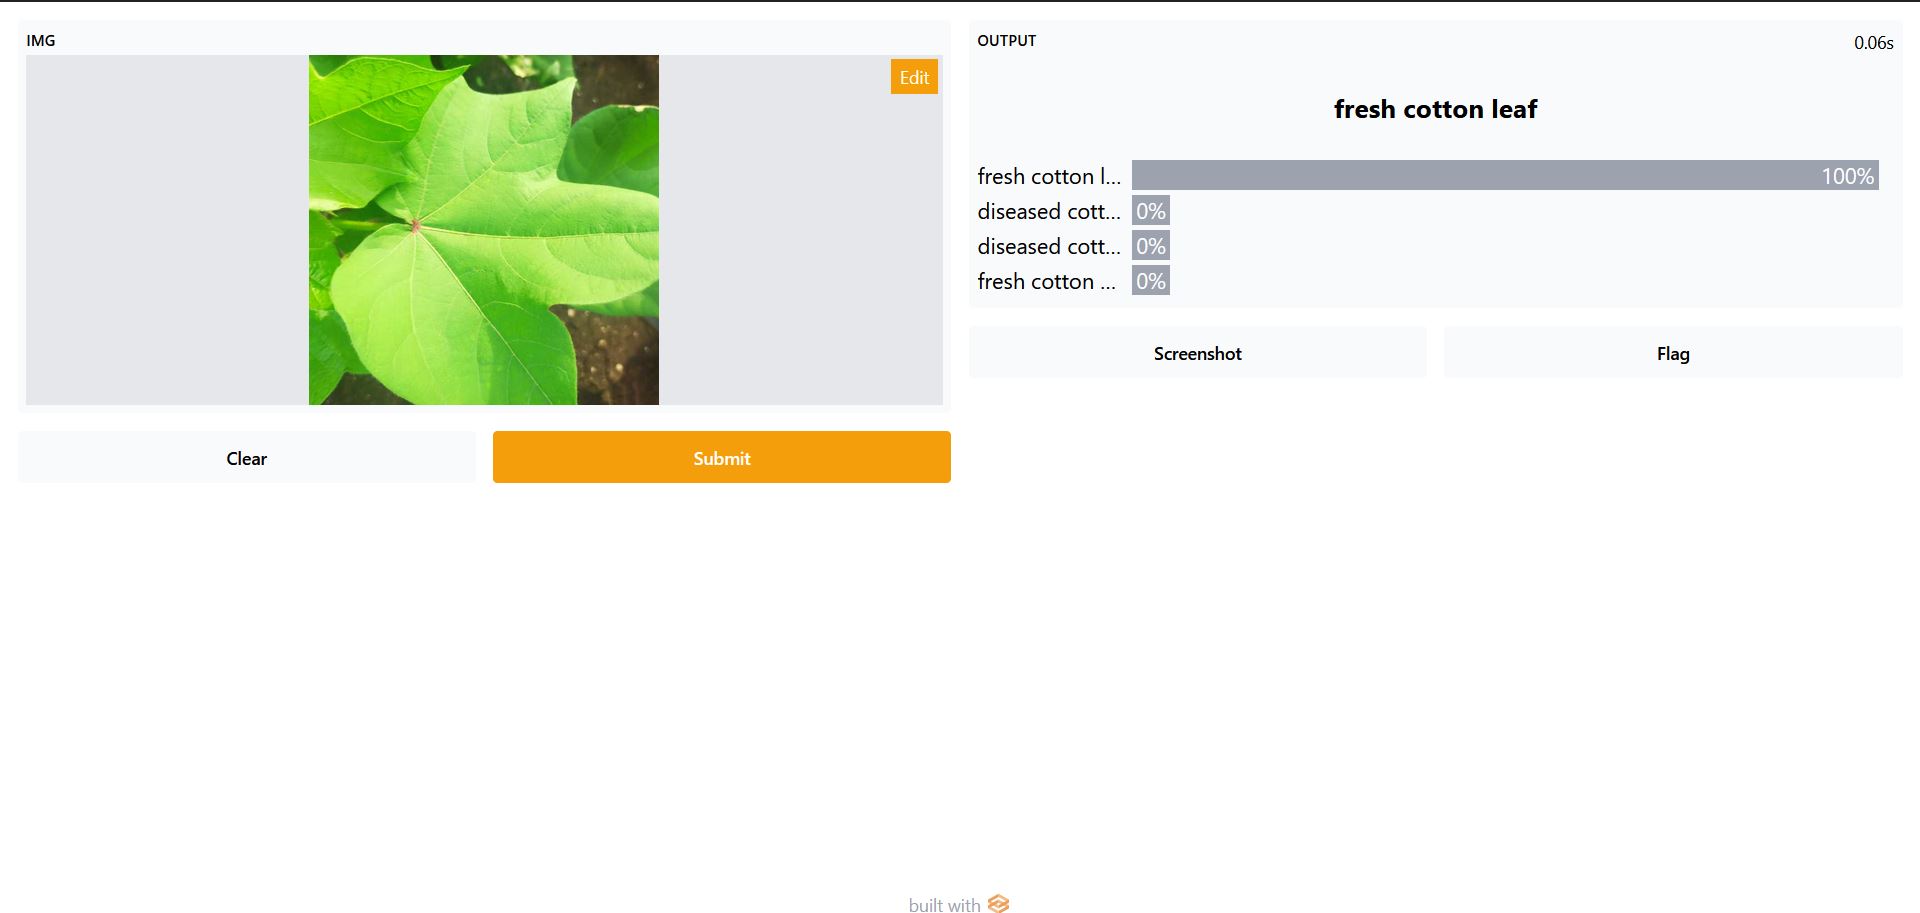 IMG
Edit
Clear
Submit
OUTPUT
0.06s
fresh cotton leaf
fresh cotton l... 100%
diseased cott... 0%
diseased cott... 0%
fresh cotton ... 0%
Screenshot
Flag
built with